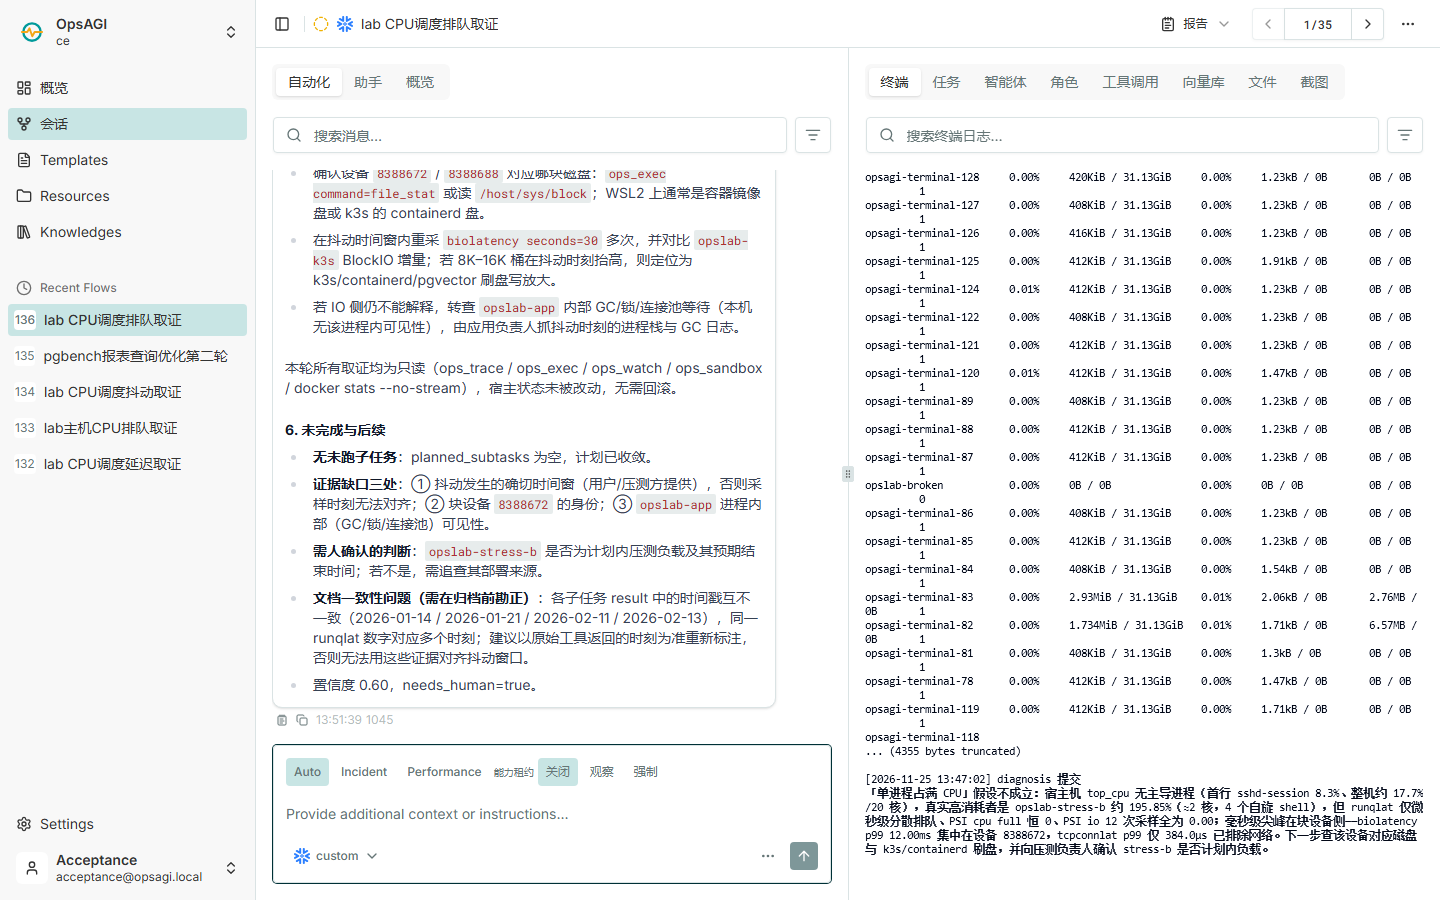 OpsAGI
ce
概览
会话
Templates
Resources
Knowledges
Recent Flows
136 lab CPU调度排队取证
135 pgbench报表查询优化第二轮
134 lab CPU调度抖动取证
133 lab主机CPU排队取证
132 lab CPU调度延迟取证
Settings
Acceptance
acceptance@opsagi.local
lab CPU调度排队取证
报告
1/35
自动化 助手 概览
搜索消息...
确认设备 8388672 / 8388688 对应哪块磁盘：ops_exec
command=file_stat 或读 /host/sys/block；WSL2 上通常是容器镜像
盘或 k3s 的 containerd 盘。
在抖动时间窗内重采 biolatency seconds=30 多次，并对比 opslab-
k3s BlockIO 增量；若 8K–16K 桶在抖动时刻抬高，则定位为
k3s/containerd/pgvector 刷盘写放大。
若 IO 侧仍不能解释，转查 opslab-app 内部 GC/锁/连接池等待（本机
无该进程内可见性），由应用负责人抓抖动时刻的进程栈与 GC 日志。
本轮所有取证均为只读（ops_trace / ops_exec / ops_watch / ops_sandbox
/ docker stats --no-stream），宿主状态未被改动，无需回滚。
6. 未完成与后续
无未跑子任务：planned_subtasks 为空，计划已收敛。
证据缺口三处：① 抖动发生的确切时间窗（用户/压测方提供），否则采
样时刻无法对齐；② 块设备 8388672 的身份；③ opslab-app 进程内
部（GC/锁/连接池）可见性。
需人确认的判断：opslab-stress-b 是否为计划内压测负载及其预期结
束时间；若不是，需追查其部署来源。
文档一致性问题（需在归档前勘正）：各子任务 result 中的时间戳互不
一致（2026-01-14 / 2026-01-21 / 2026-02-11 / 2026-02-13），同一
runqlat 数字对应多个时刻；建议以原始工具返回的时刻为准重新标注，
否则无法用这些证据对齐抖动窗口。
置信度 0.60，needs_human=true。
13:51:39 1045
Auto Incident Performance 能力租约 关闭 观察 强制
Provide additional context or instructions...
custom
终端 任务 智能体 角色 工具调用 向量库 文件 截图
搜索终端日志...
opsagi-terminal-128 0.00% 420KiB / 31.13GiB 0.00% 1.23kB / 0B 0B / 0B
1
opsagi-terminal-127 0.00% 408KiB / 31.13GiB 0.00% 1.23kB / 0B 0B / 0B
1
opsagi-terminal-126 0.00% 416KiB / 31.13GiB 0.00% 1.23kB / 0B 0B / 0B
1
opsagi-terminal-125 0.00% 412KiB / 31.13GiB 0.00% 1.91kB / 0B 0B / 0B
1
opsagi-terminal-124 0.01% 412KiB / 31.13GiB 0.00% 1.23kB / 0B 0B / 0B
1
opsagi-terminal-122 0.00% 408KiB / 31.13GiB 0.00% 1.23kB / 0B 0B / 0B
1
opsagi-terminal-121 0.00% 412KiB / 31.13GiB 0.00% 1.23kB / 0B 0B / 0B
1
opsagi-terminal-120 0.01% 412KiB / 31.13GiB 0.00% 1.47kB / 0B 0B / 0B
1
opsagi-terminal-89 0.00% 408KiB / 31.13GiB 0.00% 1.23kB / 0B 0B / 0B
1
opsagi-terminal-88 0.00% 412KiB / 31.13GiB 0.00% 1.23kB / 0B 0B / 0B
1
opsagi-terminal-87 0.00% 412KiB / 31.13GiB 0.00% 1.23kB / 0B 0B / 0B
1
opslab-broken 0.00% 0B / 0B 0.00% 0B / 0B 0B / 0B
0
opsagi-terminal-86 0.00% 408KiB / 31.13GiB 0.00% 1.23kB / 0B 0B / 0B
1
opsagi-terminal-85 0.00% 412KiB / 31.13GiB 0.00% 1.23kB / 0B 0B / 0B
1
opsagi-terminal-84 0.00% 408KiB / 31.13GiB 0.00% 1.54kB / 0B 0B / 0B
1
opsagi-terminal-83 0.00% 2.93MiB / 31.13GiB 0.01% 2.06kB / 0B 2.76MB /
0B 1
opsagi-terminal-82 0.00% 1.734MiB / 31.13GiB 0.01% 1.71kB / 0B 6.57MB /
0B 1
opsagi-terminal-81 0.00% 408KiB / 31.13GiB 0.00% 1.3kB / 0B 0B / 0B
1
opsagi-terminal-78 0.00% 412KiB / 31.13GiB 0.00% 1.47kB / 0B 0B / 0B
1
opsagi-terminal-119 0.00% 412KiB / 31.13GiB 0.00% 1.71kB / 0B 0B / 0B
1
opsagi-terminal-118
... (4355 bytes truncated)
[2026-11-25 13:47:02] diagnosis 提交
「单进程占满 CPU」假设不成立：宿主机 top_cpu 无主导进程（首行 sshd-session 8.3%、整机约 17.7%
/20 核），真实高消耗者是 opslab-stress-b 约 195.85%（≈2 核，4 个自旋 shell），但 runqlat 仅微
秒级分散排队、PSI cpu full 恒 0、PSI io 12 次采样全为 0.00；毫秒级尖峰在块设备侧—biolatency
p99 12.00ms 集中在设备 8388672，tcpconnlat p99 仅 384.0µs 已排除网络。下一步查该设备对应磁盘
与 k3s/containerd 刷盘，并向压测负责人确认 stress-b 是否计划内负载。